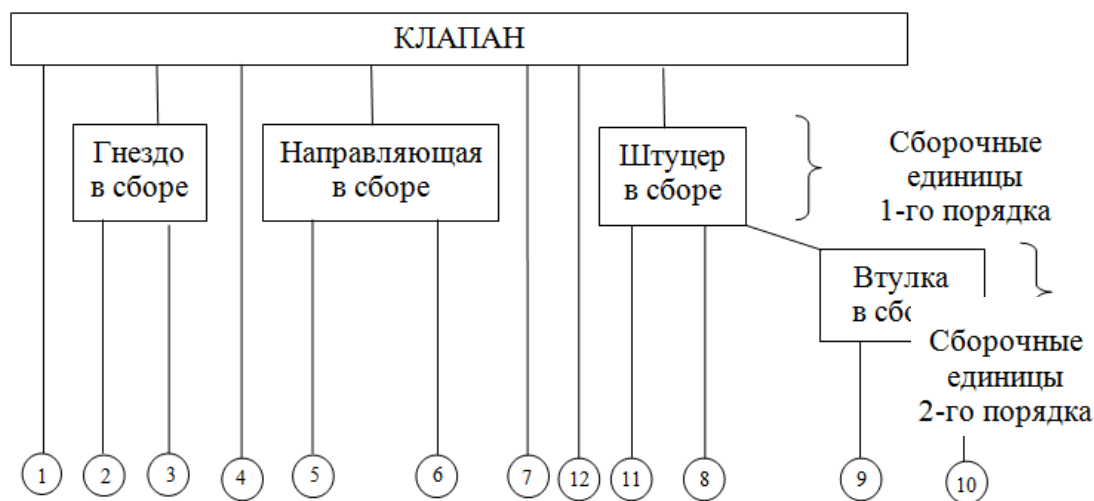 КЛАПАН
Гнездо
в сборе
Направляющая
в сборе
Штуцер
в сборе
Сборочные
единицы
1-го порядка
Втулка
Сборочные
единицы
2-го порядка
1
2
3
4
5
6
7
12
11
8
9
10